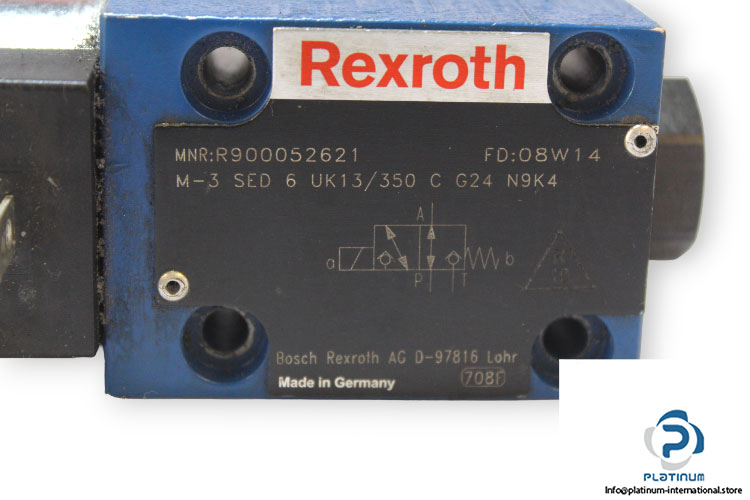 Rexroth
MNR:R900052621 FD:08W14
M-3 SED 6 UK13/350 C G24 N9K4
A
a b
P T
Bosch Rexroth AG D-97816 Lohr
Made in Germany 708f
PLATINUM
Info@platinum-international.store